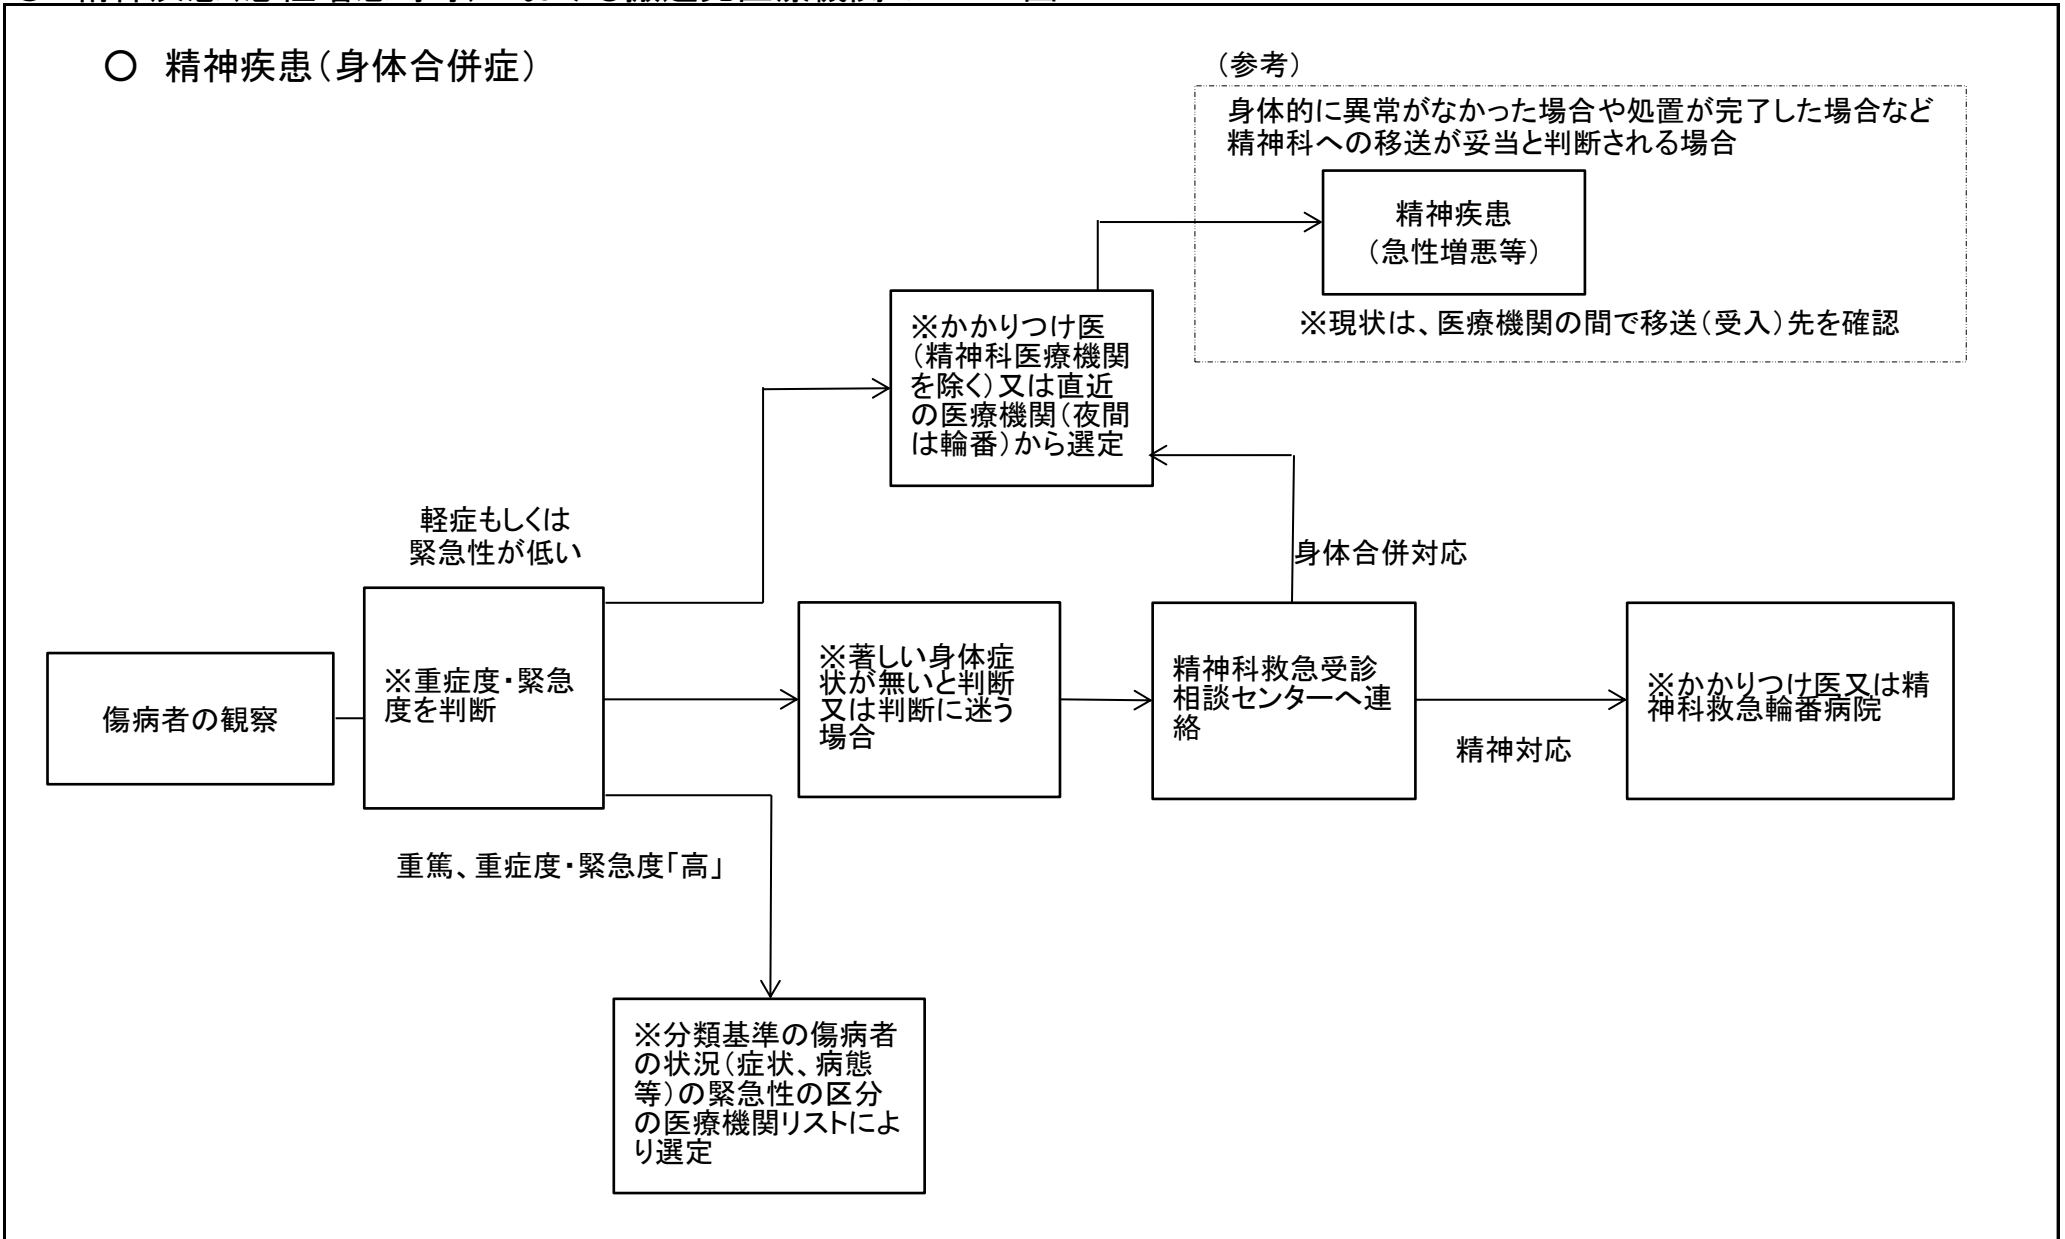 〇 精神疾患(身体合併症)
(参考)
身体的に異常がなかった場合や処置が完了した場合など
精神科への移送が妥当と判断される場合
精神疾患
(急性増悪等)
※現状は、医療機関の間で移送(受入)先を確認
※かかりつけ医
(精神科医療機関
を除く)又は直近
の医療機関(夜間
は輪番)から選定
軽症もしくは
緊急性が低い
身体合併対応
傷病者の観察
※重症度・緊急
度を判断
※著しい身体症
状が無いと判断
又は判断に迷う
場合
精神科救急受診
相談センターへ連
絡
精神対応
※かかりつけ医又は精
神科救急輪番病院
重篤、重症度・緊急度「高」
※分類基準の傷病者
の状況(症状、病態
等)の緊急性の区分
の医療機関リストによ
り選定